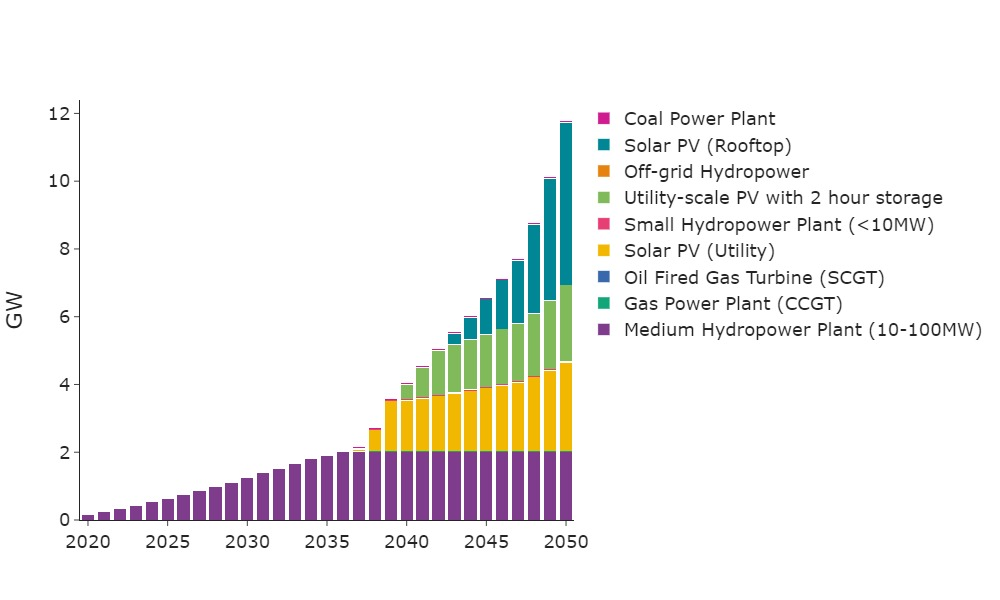 GW
12
10
8
6
4
2
0
2020 2025 2030 2035 2040 2045 2050
Coal Power Plant
Solar PV (Rooftop)
Off-grid Hydropower
Utility-scale PV with 2 hour storage
Small Hydropower Plant (<10MW)
Solar PV (Utility)
Oil Fired Gas Turbine (SCGT)
Gas Power Plant (CCGT)
Medium Hydropower Plant (10-100MW)